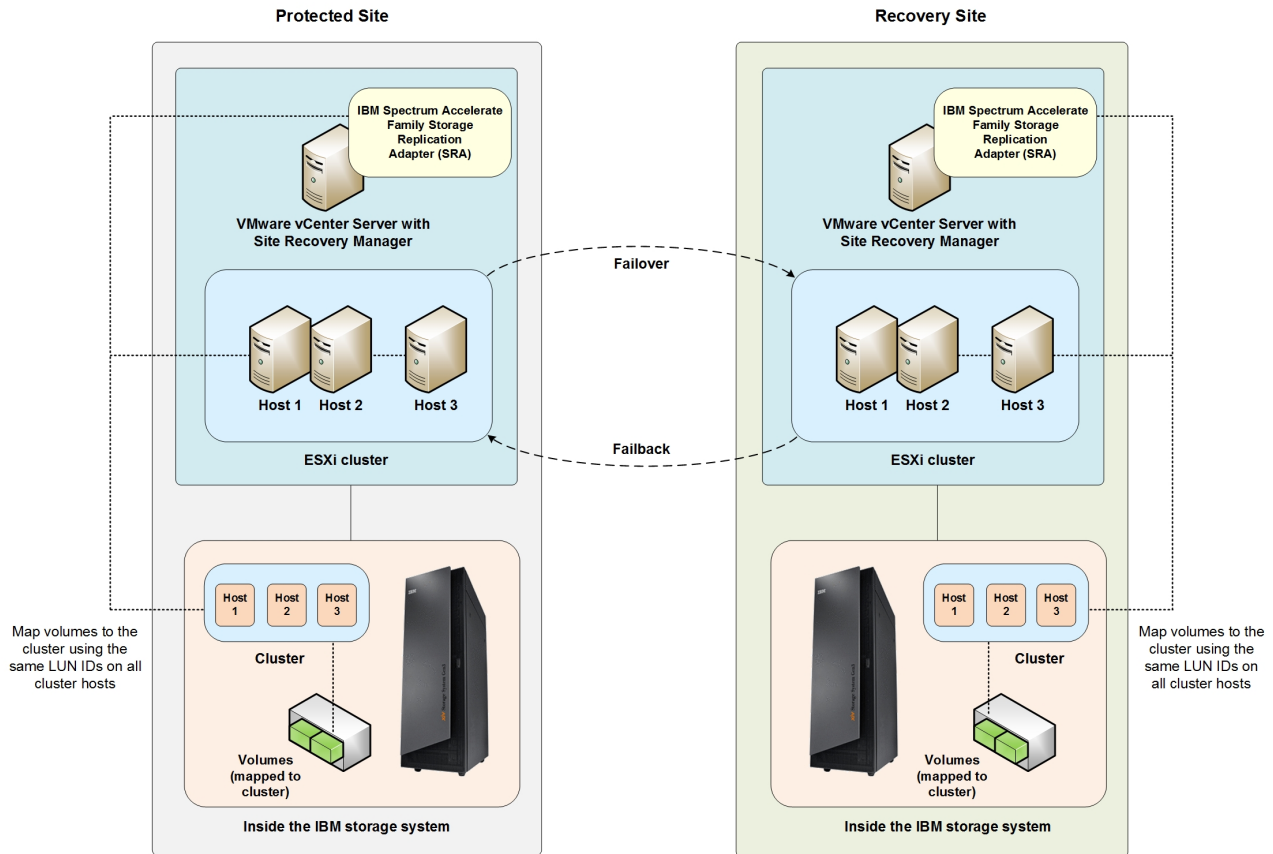 Protected Site
Recovery Site
IBM Spectrum Accelerate
Family Storage
Replication
Adapter (SRA)
VMware vCenter Server with
Site Recovery Manager
Host 1
Host 2
Host 3
ESXi cluster
Failover
Failback
IBM Spectrum Accelerate
Family Storage
Replication
Adapter (SRA)
VMware vCenter Server with
Site Recovery Manager
Host 1
Host 2
Host 3
ESXi cluster
Map volumes to the
cluster using the
same LUN IDs on all
cluster hosts
Host
1
Host
2
Host
3
Cluster
Volumes
(mapped to
cluster)
Inside the IBM storage system
Host
1
Host
2
Host
3
Cluster
Volumes
(mapped to
cluster)
Inside the IBM storage system
Map volumes to the
cluster using the
same LUN IDs on
all cluster hosts